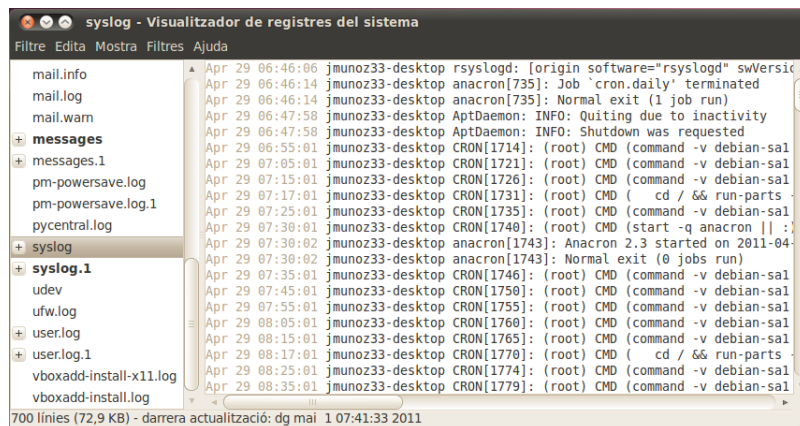 syslog - Visualitzador de registres del sistema
Filtre Edita Mostra Filtres Ajuda
mail.info
mail.log
mail.warn
messages
messages.1
pm-powersave.log
pm-powersave.log.1
pycentral.log
syslog
syslog.1
udev
ufw.log
user.log
user.log.1
vboxadd-install-x11.log
vboxadd-install.log
Apr 29 06:46:06 jmunoz33-desktop rsyslogd: [origin software="rsyslogd" swVersio
Apr 29 06:46:14 jmunoz33-desktop anacron[735]: Job `cron.daily' terminated
Apr 29 06:46:14 jmunoz33-desktop anacron[735]: Normal exit (1 job run)
Apr 29 06:47:58 jmunoz33-desktop AptDaemon: INFO: Quiting due to inactivity
Apr 29 06:47:58 jmunoz33-desktop AptDaemon: INFO: Shutdown was requested
Apr 29 06:55:01 jmunoz33-desktop CRON[1714]: (root) CMD (command -v debian-sa1
Apr 29 07:05:01 jmunoz33-desktop CRON[1721]: (root) CMD (command -v debian-sa1
Apr 29 07:15:01 jmunoz33-desktop CRON[1726]: (root) CMD (command -v debian-sa1
Apr 29 07:17:01 jmunoz33-desktop CRON[1731]: (root) CMD (   cd / && run-parts -
Apr 29 07:25:01 jmunoz33-desktop CRON[1735]: (root) CMD (command -v debian-sa1
Apr 29 07:30:01 jmunoz33-desktop CRON[1740]: (root) CMD (start -q anacron || :)
Apr 29 07:30:02 jmunoz33-desktop anacron[1743]: Anacron 2.3 started on 2011-04-
Apr 29 07:30:02 jmunoz33-desktop anacron[1743]: Normal exit (0 jobs run)
Apr 29 07:35:01 jmunoz33-desktop CRON[1746]: (root) CMD (command -v debian-sa1
Apr 29 07:45:01 jmunoz33-desktop CRON[1750]: (root) CMD (command -v debian-sa1
Apr 29 07:55:01 jmunoz33-desktop CRON[1755]: (root) CMD (command -v debian-sa1
Apr 29 08:05:01 jmunoz33-desktop CRON[1760]: (root) CMD (command -v debian-sa1
Apr 29 08:15:01 jmunoz33-desktop CRON[1765]: (root) CMD (command -v debian-sa1
Apr 29 08:17:01 jmunoz33-desktop CRON[1770]: (root) CMD (   cd / && run-parts -
Apr 29 08:25:01 jmunoz33-desktop CRON[1774]: (root) CMD (command -v debian-sa1
Apr 29 08:35:01 jmunoz33-desktop CRON[1779]: (root) CMD (command -v debian-sa1
700 línies (72,9 KB) - darrera actualització: dg mai  1 07:41:33 2011